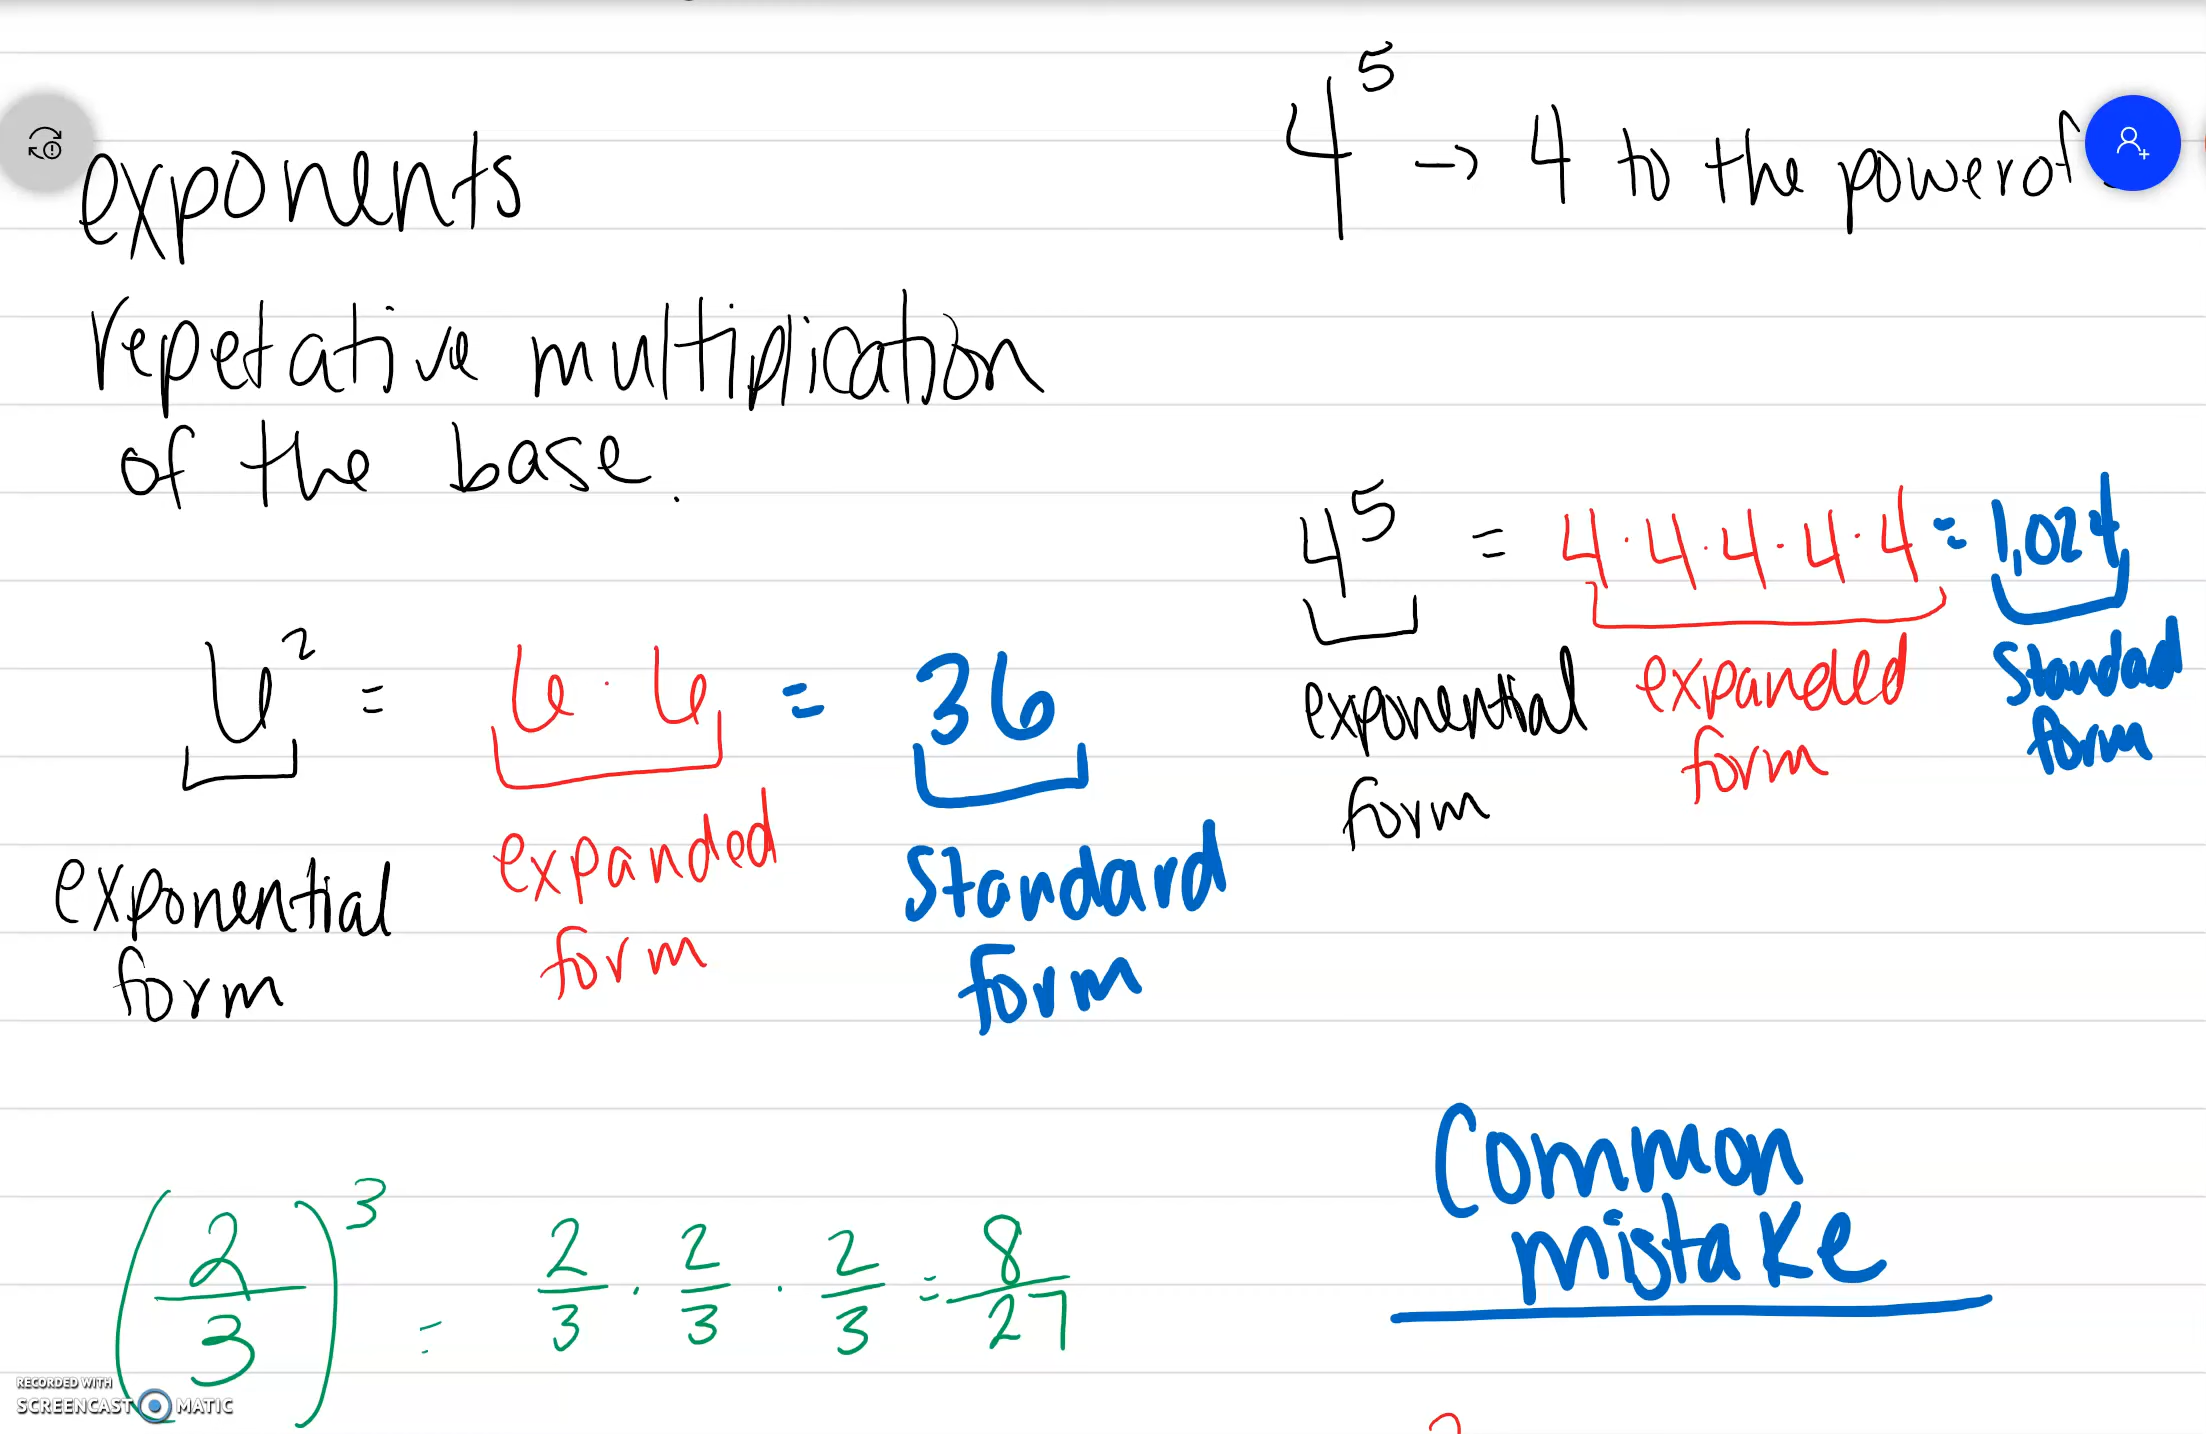 exponents
repetative multiplication
of the base.
6² = 6 · 6 = 36
exponential
form
expanded
form
Standard
form
(2/3)³ = 2/3 · 2/3 · 2/3 = 8/27
4⁵ → 4 to the power of
4⁵ = 4·4·4·4·4 = 1,024
exponential
form
expanded
form
Standad
form
Common
mistake
RECORDED WITH
SCREENCAST MATIC